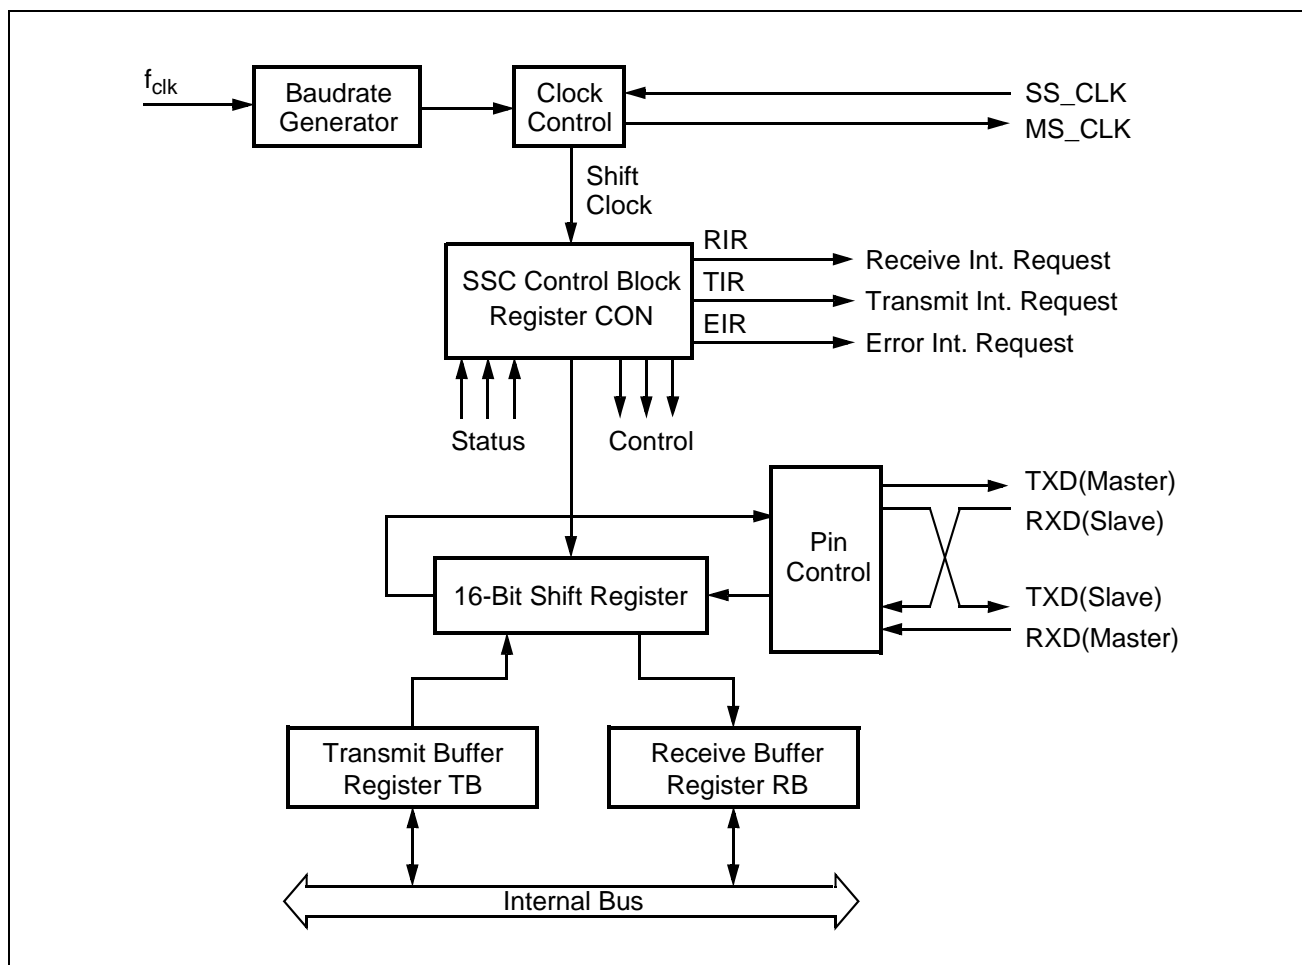 fclk
Baudrate
Generator
Clock
Control
SS_CLK
MS_CLK
Shift
Clock
SSC Control Block
Register CON
RIR
TIR
EIR
Receive Int. Request
Transmit Int. Request
Error Int. Request
Status
Control
Pin
Control
TXD(Master)
RXD(Slave)
TXD(Slave)
RXD(Master)
16-Bit Shift Register
Transmit Buffer
Register TB
Receive Buffer
Register RB
Internal Bus